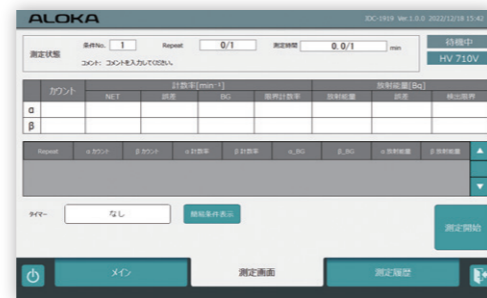 ALOKA
IDC-1919 Ver.1.0.0 2022/12/18 15:42
測定状態
条件No. 1 Repeat 0/1 測定時間 0.0/1 min
コメント: コメントを入力してください。
待機中
HV 710V
カウント 計数率[min⁻¹] 放射能量[Bq]
NET 誤差 BG 限界計数率 放射能量 誤差 検出限界
α
β
Repeat αカウント βカウント α計数率 β計数率 α_BG β_BG α放射能量 β放射能量
タイマー なし 開始条件表示
測定開始
メイン 測定画面 測定履歴